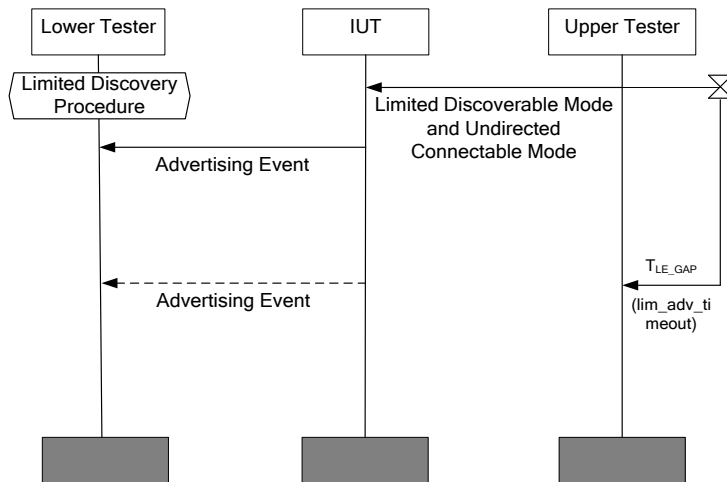 Lower Tester
IUT
Upper Tester
Limited Discovery
Procedure
Limited Discoverable Mode
and Undirected
Connectable Mode
Advertising Event
TLE_GAP
Advertising Event
(lim_adv_ti
meout)